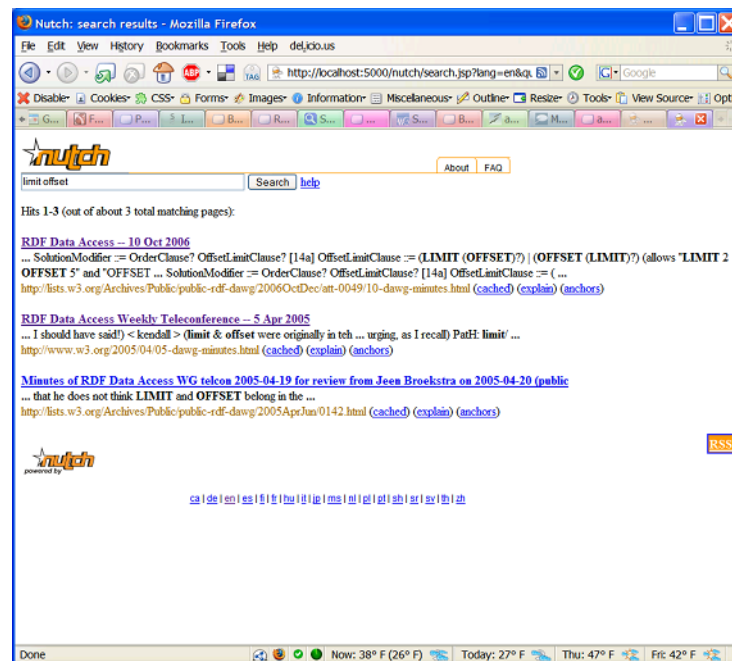 Nutch: search results - Mozilla Firefox
File Edit View History Bookmarks Tools Help del.icio.us
ABP TAG http://localhost:5000/nutch/search.jsp?lang=en&qu G Google
Disable Cookies CSS Forms Images Information Miscellaneous Outline Resize Tools View Source Opt
G... F... P... L... B... R... S... ... S... B... a... M... a... ...
nutch
About FAQ
limit offset Search help
Hits 1-3 (out of about 3 total matching pages):
RDF Data Access -- 10 Oct 2006
... SolutionModifier ::= OrderClause? OffsetLimitClause? [14a] OffsetLimitClause ::= (LIMIT (OFFSET)?) | (OFFSET (LIMIT)?) (allows "LIMIT 2
OFFSET 5" and "OFFSET ... SolutionModifier ::= OrderClause? OffsetLimitClause? [14a] OffsetLimitClause ::= ( ...
http://lists.w3.org/Archives/Public/public-rdf-dawg/2006OctDec/att-0049/10-dawg-minutes.html (cached) (explain) (anchors)
RDF Data Access Weekly Teleconference -- 5 Apr 2005
... I should have said!) < kendall > (limit & offset were originally in teh ... urging, as I recall) PatH: limit/ ...
http://www.w3.org/2005/04/05-dawg-minutes.html (cached) (explain) (anchors)
Minutes of RDF Data Access WG telcon 2005-04-19 for review from Jeen Broekstra on 2005-04-20 (public
... that he does not think LIMIT and OFFSET belong in the ...
http://lists.w3.org/Archives/Public/public-rdf-dawg/2005AprJun/0142.html (cached) (explain) (anchors)
RSS
powered by nutch
ca | de | en | es | fi | fr | hu | it | jp | ms | nl | pl | pt | sh | sr | sv | th | zh
Done Now: 38° F (26° F) Today: 27° F Thu: 47° F Fri: 42° F